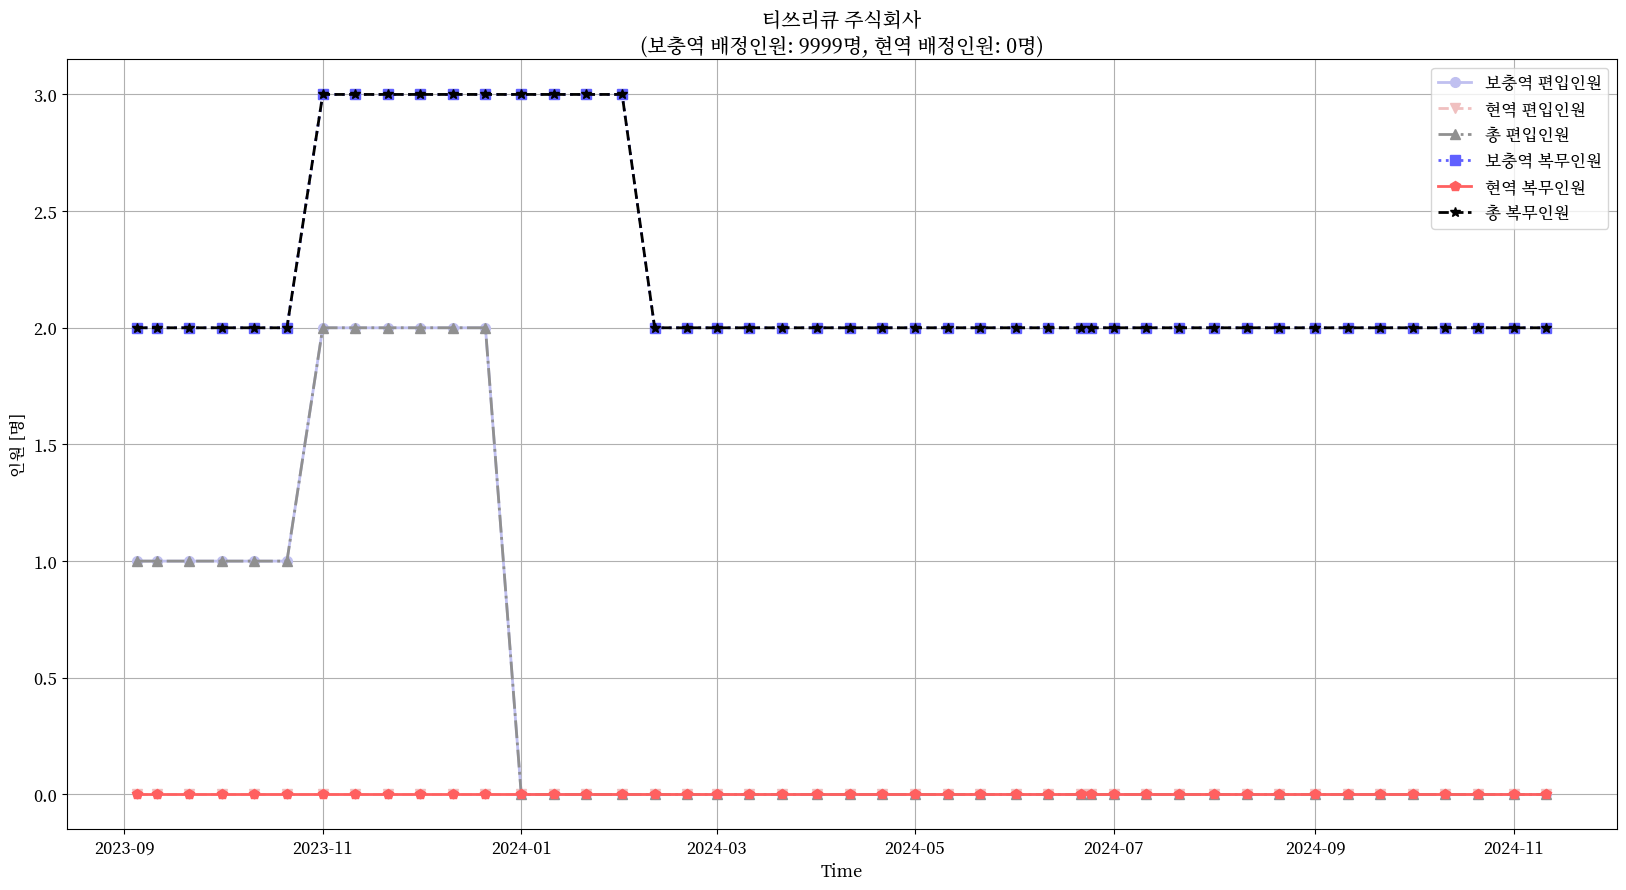 티쓰리큐 주식회사
(보충역 배정인원: 9999명, 현역 배정인원: 0명)
보충역 편입인원
현역 편입인원
총 편입인원
보충역 복무인원
현역 복무인원
총 복무인원
인원 [명]
3.0
2.5
2.0
1.5
1.0
0.5
0.0
2023-09 2023-11 2024-01 2024-03 2024-05 2024-07 2024-09 2024-11
Time